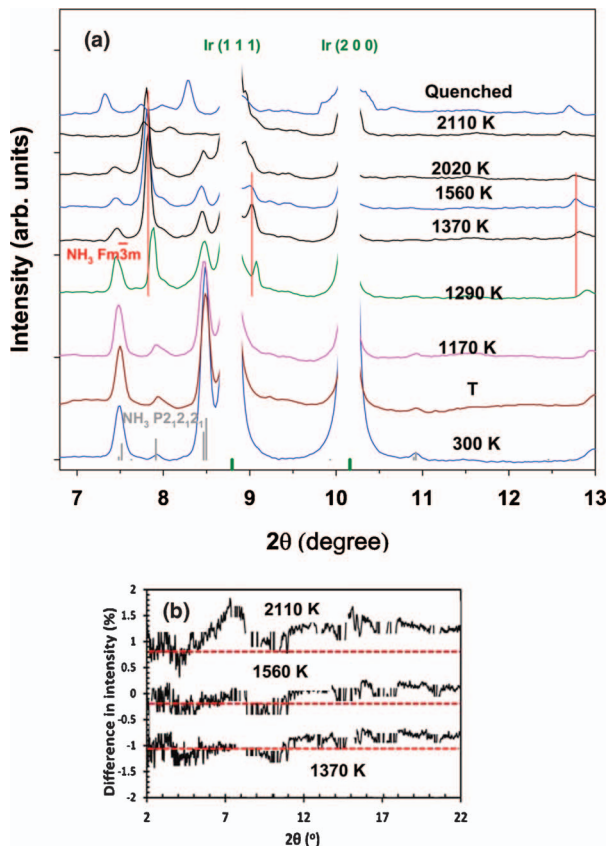 (a)
Ir (1 1 1)
Ir (2 0 0)
Quenched
2110 K
2020 K
1560 K
1370 K
NH₃ Fm3̄m
1290 K
1170 K
T
NH₃ P2₁2₁2₁
300 K
Intensity (arb. units)
7 8 9 10 11 12 13
2θ (degree)
(b)
2110 K
1560 K
1370 K
Difference in intensity (%)
2
1.5
1
0.5
0
-0.5
-1
-1.5
-2
2 7 12 17 22
2θ (°)